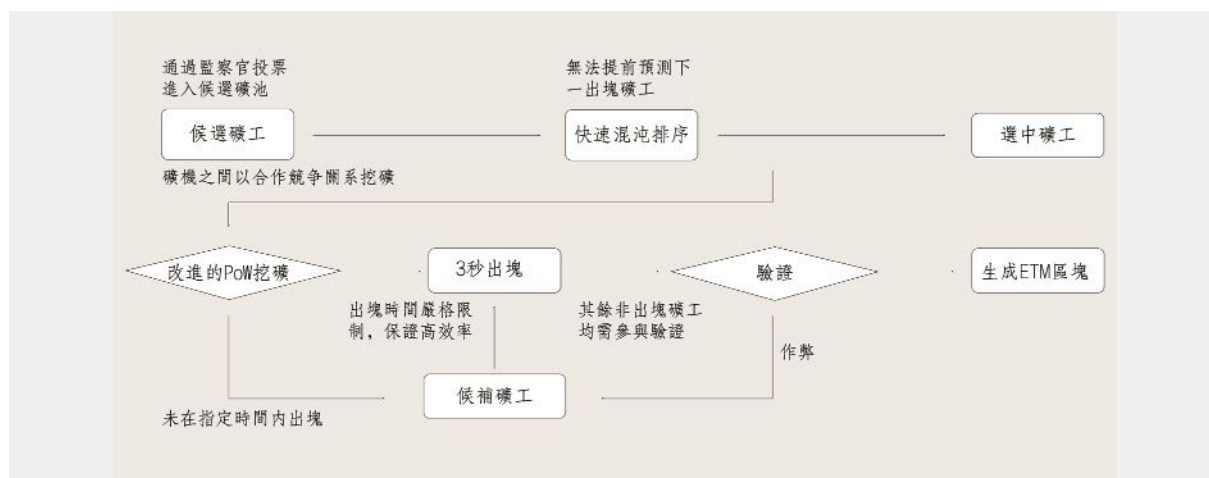 通過監察官投票
進入候選礦池
無法提前預測下
一出塊礦工
候選礦工
快速混沌排序
選中礦工
礦機之間以合作競爭關系挖礦
改進的PoW挖礦
3秒出塊
驗證
生成ETM區塊
出塊時間嚴格限
制，保證高效率
其餘非出塊礦工
均需參與驗證
作弊
候補礦工
未在指定時間内出塊